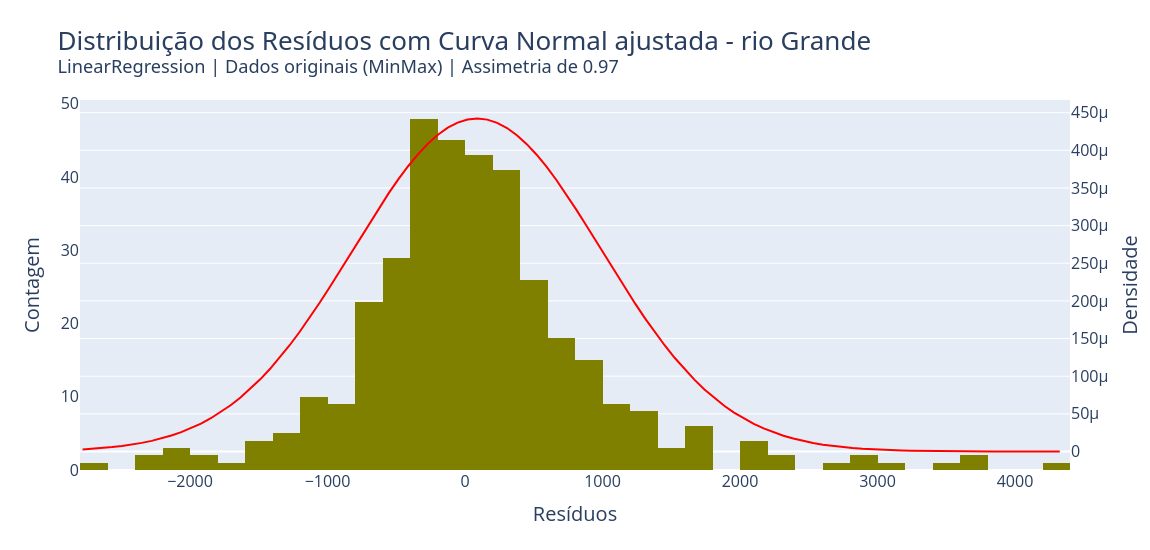 Distribuição dos Resíduos com Curva Normal ajustada - rio Grande
LinearRegression | Dados originais (MinMax) | Assimetria de 0.97
50
40
30
20
10
0
Contagem
450μ
400μ
350μ
300μ
250μ
200μ
150μ
100μ
50μ
0
Densidade
−2000
−1000
0
1000
2000
3000
4000
Resíduos